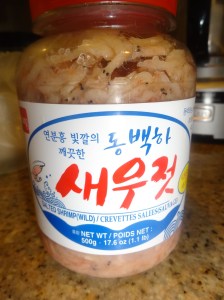 연분홍 빛깔의
깨끗한
동백하
새우젓
SALTED SHRIMP(WILD) / CREVETTES SALEES(SAUVAGE)
NET WT / POIDS NET :
500g · 17.6 oz (1.1 lb)